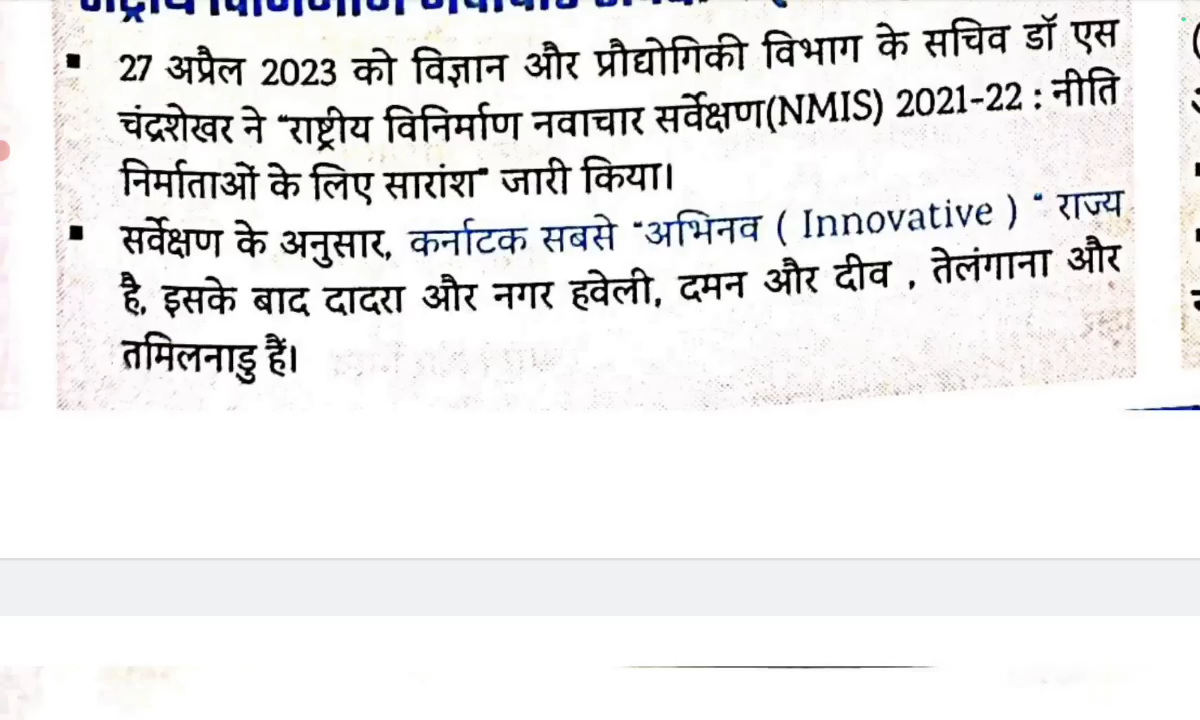 ▪ 27 अप्रैल 2023 को विज्ञान और प्रौद्योगिकी विभाग के सचिव डॉ एस
चंद्रशेखर ने "राष्ट्रीय विनिर्माण नवाचार सर्वेक्षण(NMIS) 2021-22 : नीति
निर्माताओं के लिए सारांश" जारी किया।
▪ सर्वेक्षण के अनुसार, कर्नाटक सबसे "अभिनव ( Innovative ) " राज्य
है, इसके बाद दादरा और नगर हवेली, दमन और दीव , तेलंगाना और
तमिलनाडु हैं।